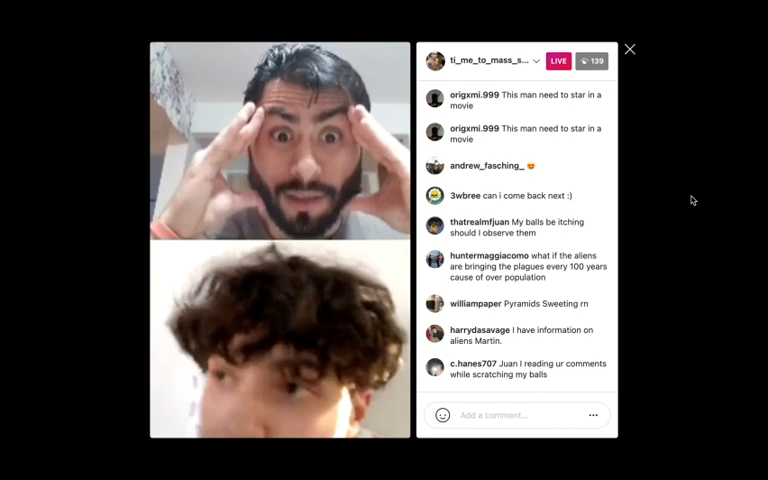 ti_me_to_mass_s...
LIVE
139
origxmi.999 This man need to star in a
movie
origxmi.999 This man need to star in a
movie
andrew_fasching_ 😍
3wbree can i come back next :)
thatrealmfjuan My balls be itching
should I observe them
huntermaggiacomo what if the aliens
are bringing the plagues every 100 years
cause of over population
williampaper Pyramids Sweeting rn
harrydasavage I have information on
aliens Martin.
c.hanes707 Juan I reading ur comments
while scratching my balls
Add a comment...